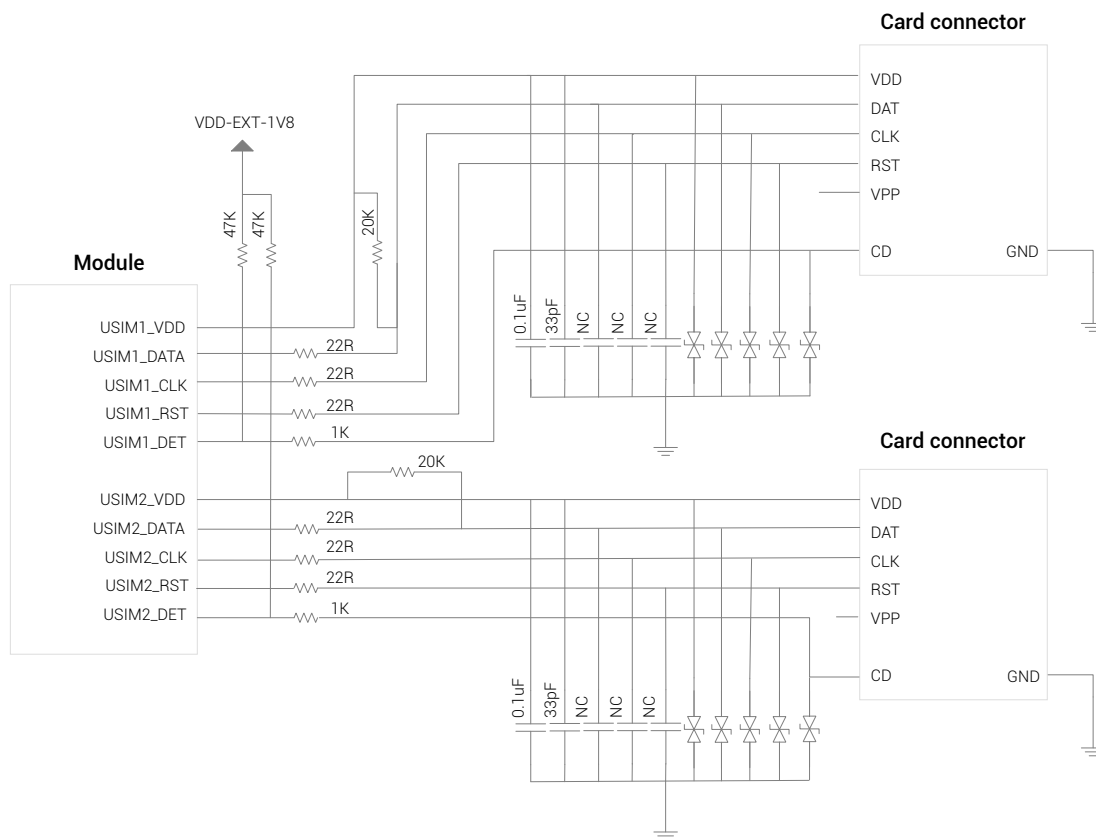 Card connector
VDD
DAT
CLK
RST
VPP
CD
GND
VDD-EXT-1V8
47K
47K
20K
Module
USIM1_VDD
USIM1_DATA
USIM1_CLK
USIM1_RST
USIM1_DET
USIM2_VDD
USIM2_DATA
USIM2_CLK
USIM2_RST
USIM2_DET
22R
22R
22R
1K
20K
22R
22R
22R
1K
0.1uF
33pF
NC
NC
NC
Card connector
VDD
DAT
CLK
RST
VPP
CD
GND
0.1uF
33pF
NC
NC
NC